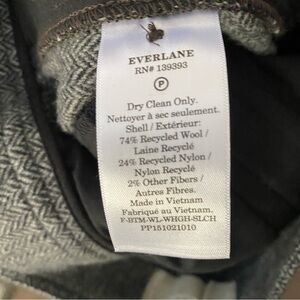 EVERLANE
RN# 139393
P
Dry Clean Only.
Nettoyer à sec seulement.
Shell / Extérieur:
74% Recycled Wool /
Laine Recyclé
24% Recycled Nylon /
Nylon Recyclé
2% Other Fibers /
Autres Fibres.
Made in Vietnam
Fabriqué au Vietnam.
F-BTM-WL-WHGH-SLCH
PP151021010